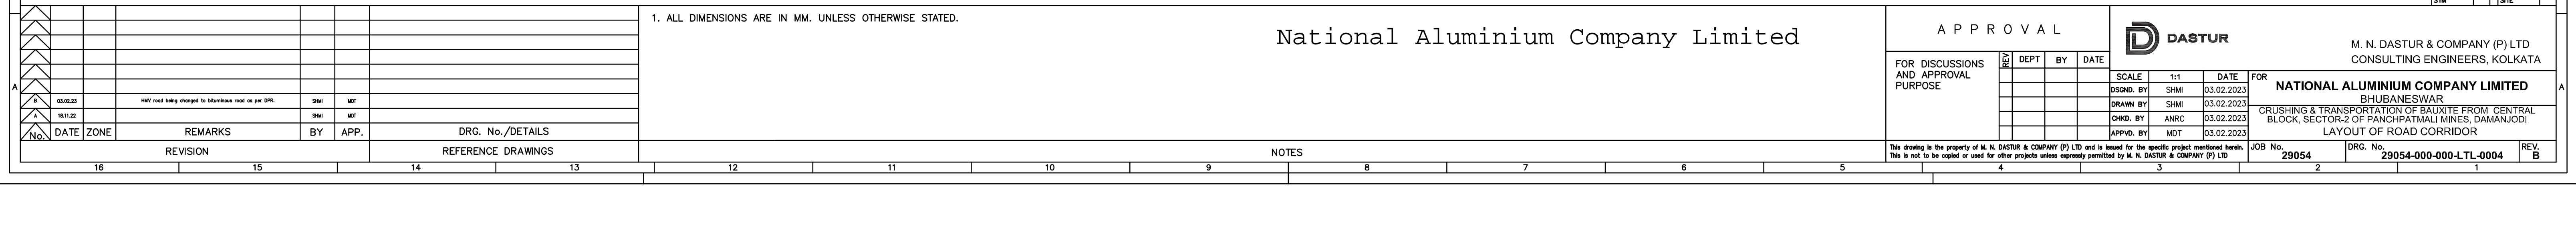 1. ALL DIMENSIONS ARE IN MM. UNLESS OTHERWISE STATED.
National Aluminium Company Limited
A
B 03.02.23 HMV road being changed to bituminous road as per DPR. SHMI MDT
A 18.11.22 SHMI MDT
No. DATE ZONE REMARKS BY APP. DRG. No./DETAILS
REVISION REFERENCE DRAWINGS NOTES
APPROVAL
FOR DISCUSSIONS
AND APPROVAL
PURPOSE
REV DEPT BY DATE
DASTUR
M. N. DASTUR & COMPANY (P) LTD
CONSULTING ENGINEERS, KOLKATA
SCALE 1:1 DATE
DSGND. BY SHMI 03.02.2023
DRAWN BY SHMI 03.02.2023
CHKD. BY ANRC 03.02.2023
APPVD. BY MDT 03.02.2023
FOR
NATIONAL ALUMINIUM COMPANY LIMITED
BHUBANESWAR
CRUSHING & TRANSPORTATION OF BAUXITE FROM CENTRAL
BLOCK, SECTOR-2 OF PANCHPATMALI MINES, DAMANJODI
LAYOUT OF ROAD CORRIDOR
A
This drawing is the property of M. N. DASTUR & COMPANY (P) LTD and is issued for the specific project mentioned herein.
This is not to be copied or used for other projects unless expressly permitted by M. N. DASTUR & COMPANY (P) LTD
JOB No. DRG. No. REV.
29054 29054-000-000-LTL-0004 B
16 15 14 13 12 11 10 9 8 7 6 5 4 3 2 1